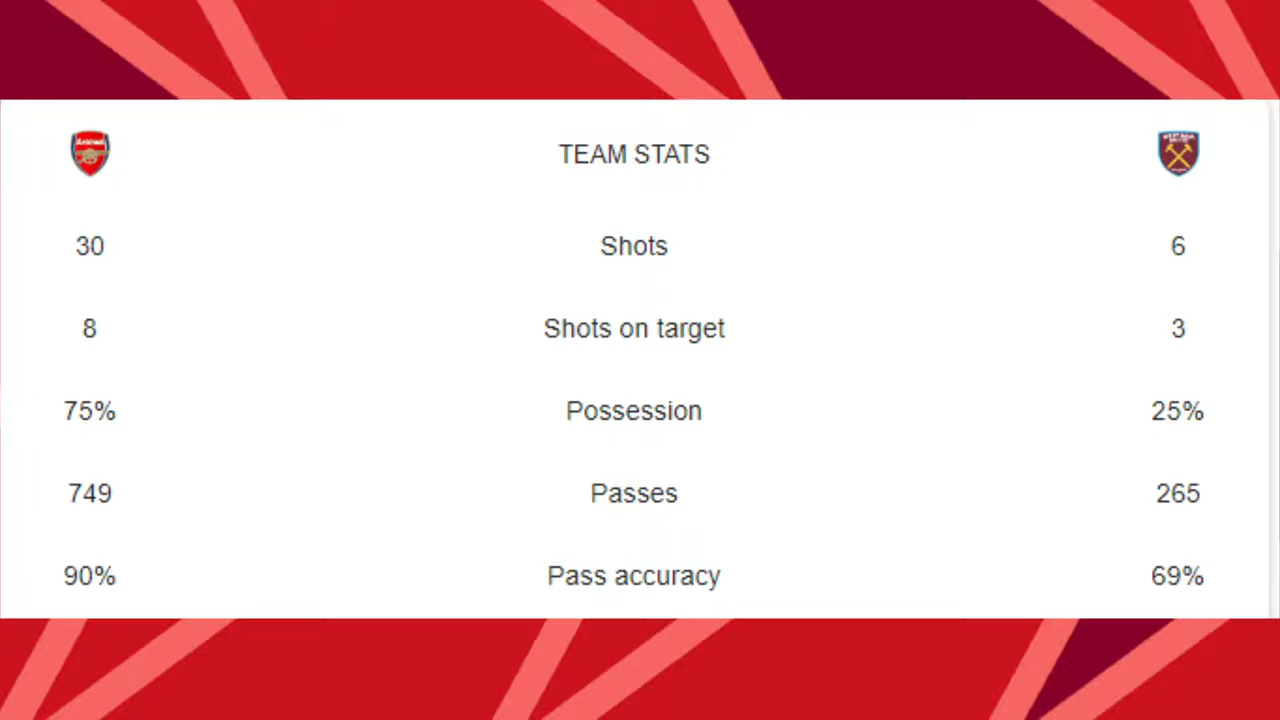 Arsenal
TEAM STATS
30 Shots 6
8 Shots on target 3
75% Possession 25%
749 Passes 265
90% Pass accuracy 69%